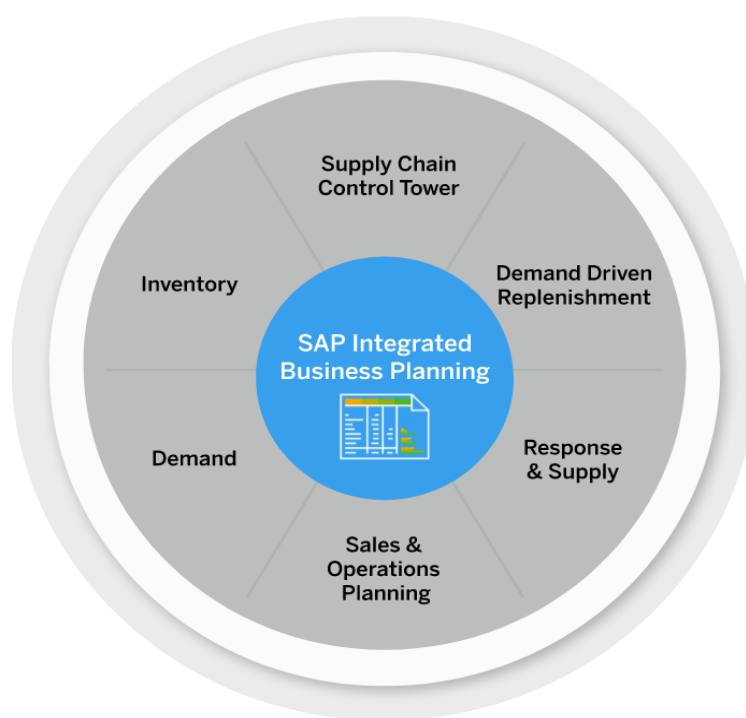 Supply Chain
Control Tower
Inventory
Demand Driven
Replenishment
SAP Integrated
Business Planning
Demand
Response
& Supply
Sales &
Operations
Planning